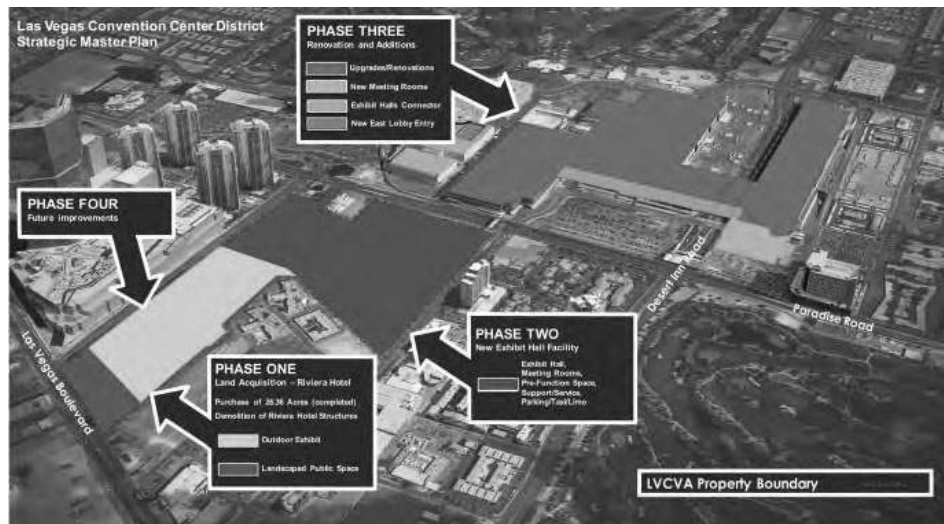 Las Vegas Convention Center District
Strategic Master Plan
PHASE THREE
Renovation and Additions
Upgrades/Renovations
New Meeting Rooms
Exhibit Halls Connector
New East Lobby Entry
PHASE FOUR
Future improvements
PHASE ONE
Land Acquisition – Riviera Hotel
Purchase of 26.36 Acres (completed)
Demolition of Riviera Hotel Structures
Outdoor Exhibit
Landscaped Public Space
PHASE TWO
New Exhibit Hall Facility
Exhibit Hall,
Meeting Rooms,
Pre-Function Space,
Support/Service,
Parking/Taxi/Limo
Las Vegas Boulevard
Desert Inn Road
Paradise Road
LVCVA Property Boundary